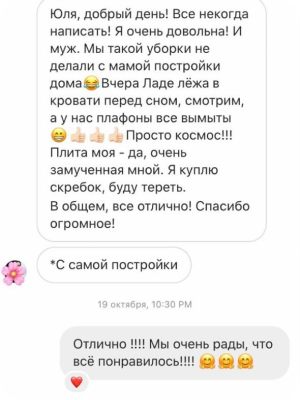 Юля, добрый день! Все некогда
написать! Я очень довольна! И
муж. Мы такой уборки не
делали с мамой постройки
дома😂Вчера Ладе лёжа в
кровати перед сном, смотрим,
а у нас плафоны все вымыты
😁👍🏻👍🏻👍🏻Просто космос!!!
Плита моя - да, очень
замученная мной. Я куплю
скребок, буду тереть.
В общем, все отлично! Спасибо
огромное!
*С самой постройки
19 октября, 10:30 PM
Отлично !!!! Мы очень рады, что
всё понравилось!!!! 🤗🤗🤗
❤️